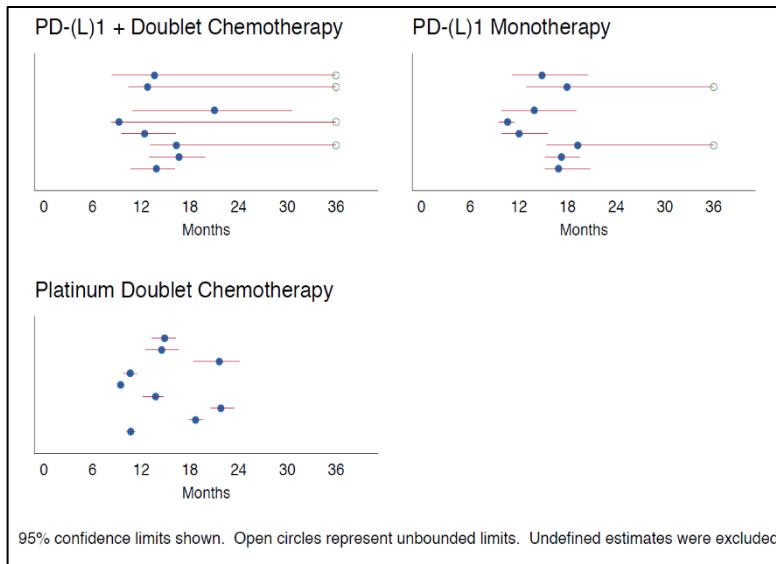 PD-(L)1 + Doublet Chemotherapy
PD-(L)1 Monotherapy
0 6 12 18 24 30 36
Months
0 6 12 18 24 30 36
Months
Platinum Doublet Chemotherapy
0 6 12 18 24 30 36
Months
95% confidence limits shown. Open circles represent unbounded limits. Undefined estimates were excluded